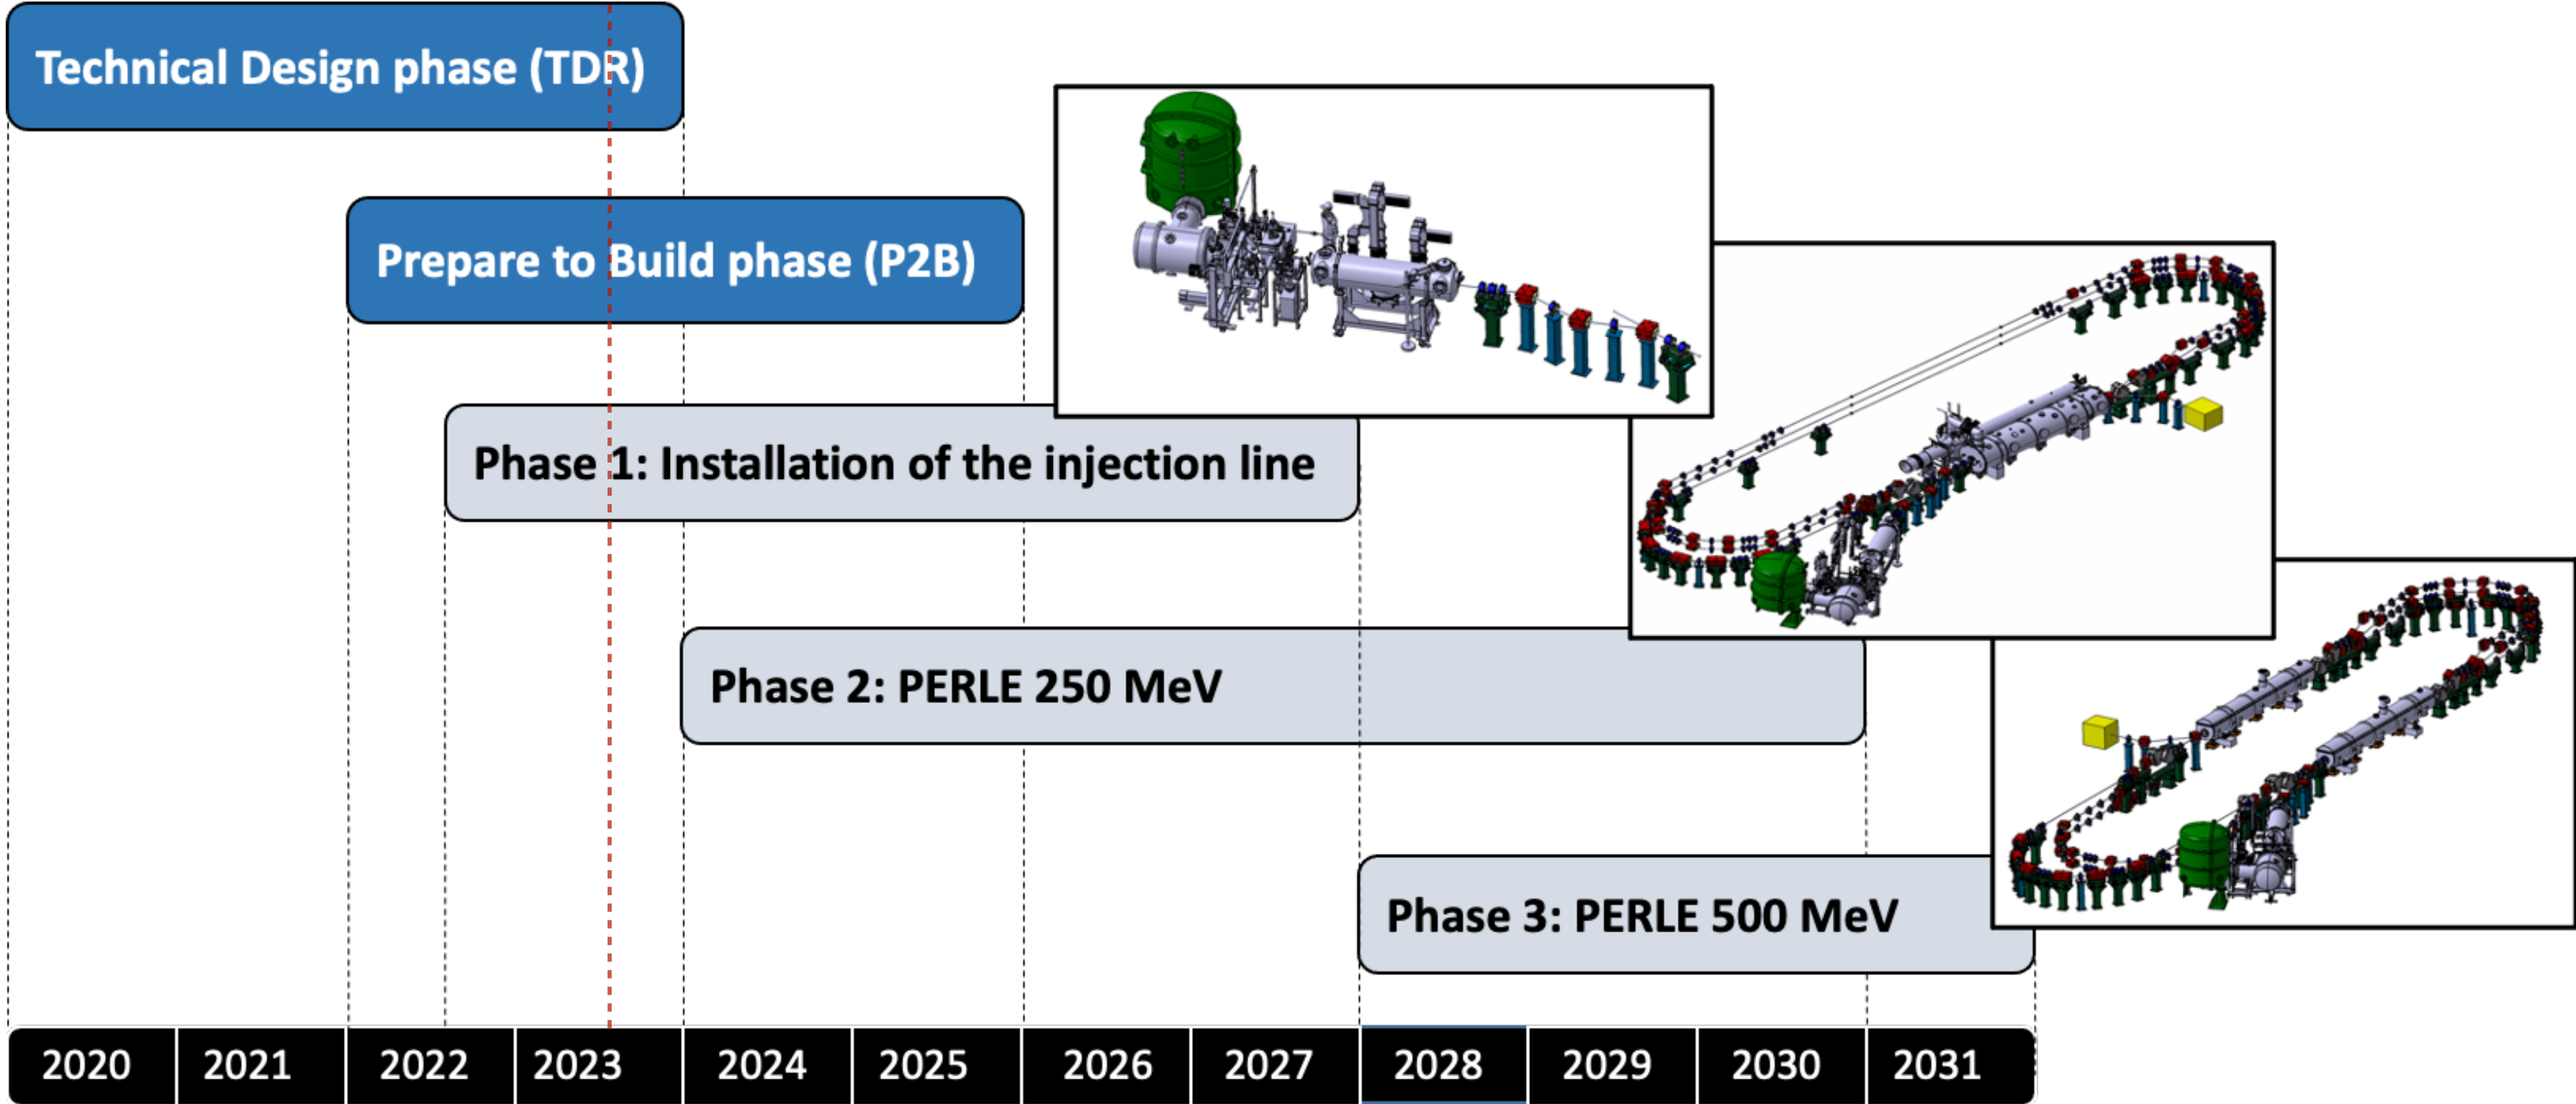 Technical Design phase (TDR)
Prepare to Build phase (P2B)
Phase 1: Installation of the injection line
Phase 2: PERLE 250 MeV
Phase 3: PERLE 500 MeV
2020 2021 2022 2023 2024 2025 2026 2027 2028 2029 2030 2031